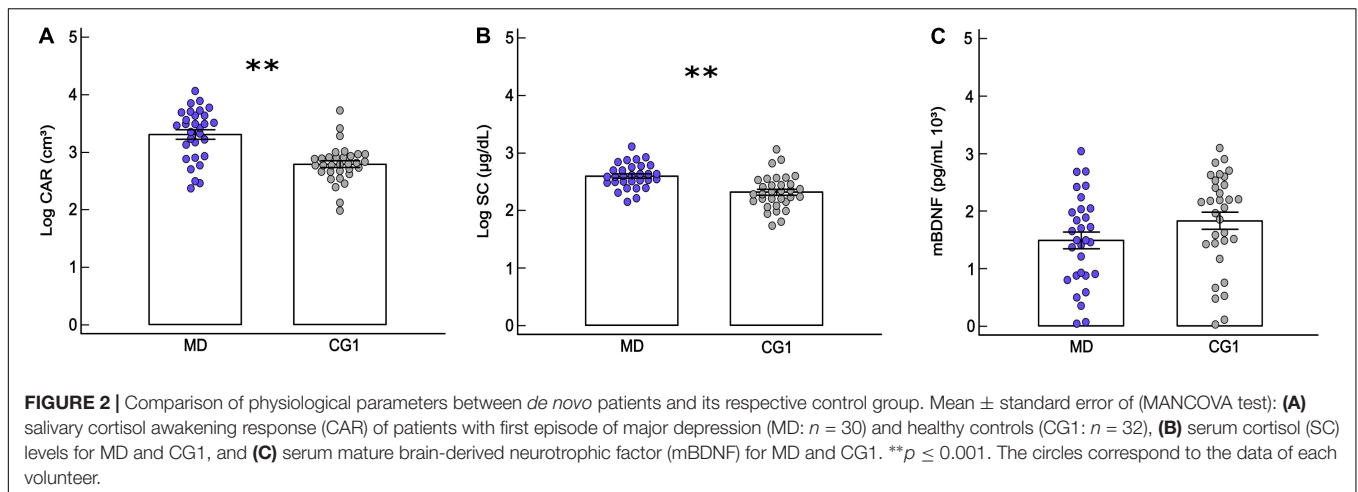 A
5
4
3
2
1
0
Log CAR (cm³)
**
MD
CG1
B
5
4
3
2
1
0
Log SC (µg/dL)
**
MD
CG1
C
5
4
3
2
1
0
mBDNF (pg/mL 10³)
MD
CG1
FIGURE 2 | Comparison of physiological parameters between de novo patients and its respective control group. Mean ± standard error of (MANCOVA test): (A)
salivary cortisol awakening response (CAR) of patients with first episode of major depression (MD: n = 30) and healthy controls (CG1: n = 32), (B) serum cortisol (SC)
levels for MD and CG1, and (C) serum mature brain-derived neurotrophic factor (mBDNF) for MD and CG1. **p ≤ 0.001. The circles correspond to the data of each
volunteer.